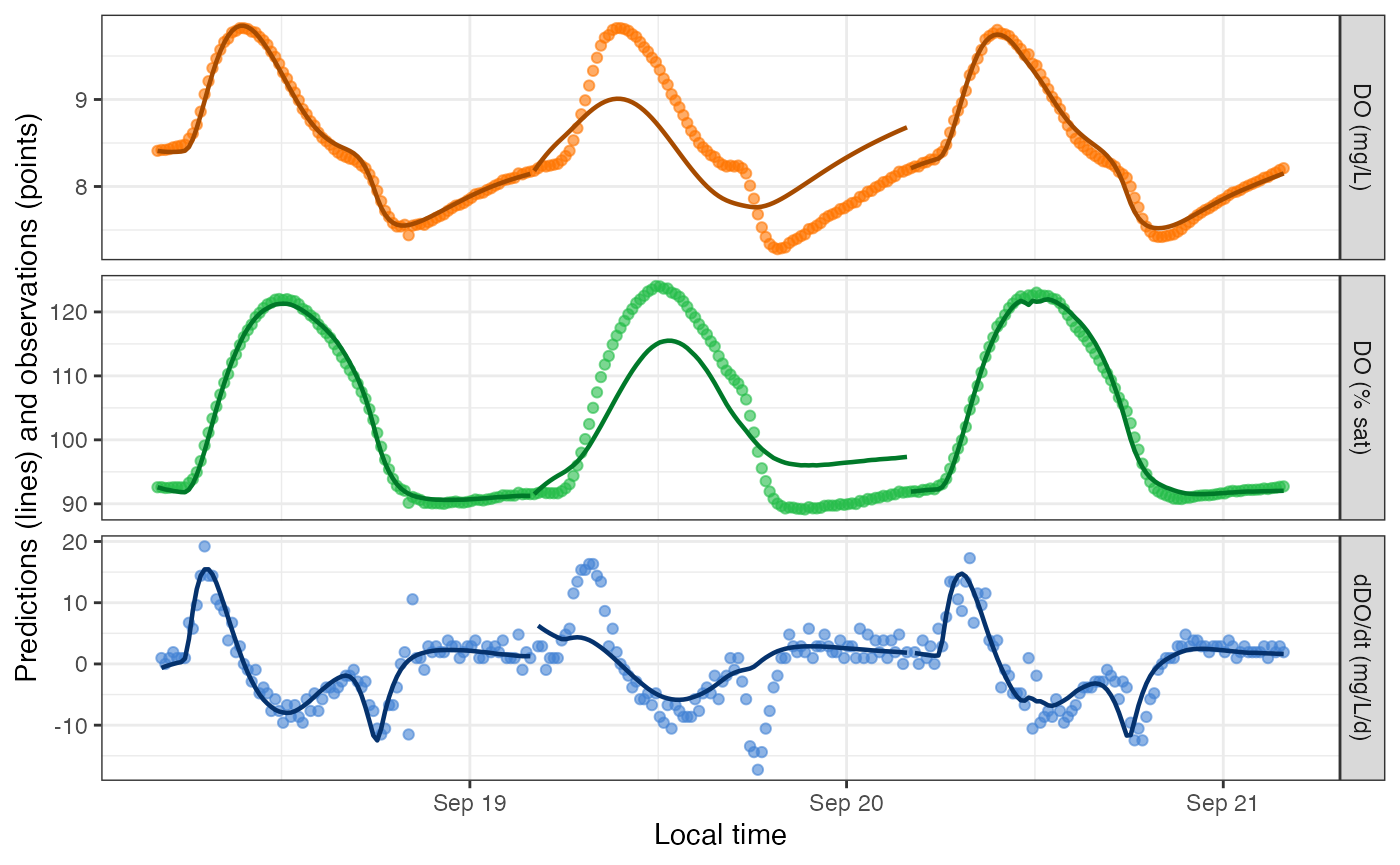 Predictions (lines) and observations (points)
9
8
DO (mg/L)
120
110
100
90
DO (% sat)
20
10
0
-10
dDO/dt (mg/L/d)
Sep 19
Sep 20
Sep 21
Local time